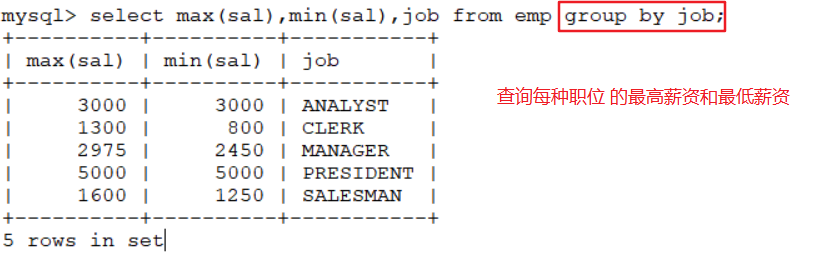 mysql> select max(sal),min(sal),job from emp group by job;
+----------+----------+-----------+
| max(sal) | min(sal) | job       |
+----------+----------+-----------+
|     3000 |     3000 | ANALYST   |
|     1300 |      800 | CLERK     |
|     2975 |     2450 | MANAGER   |
|     5000 |     5000 | PRESIDENT |
|     1600 |     1250 | SALESMAN  |
+----------+----------+-----------+
5 rows in set
查询每种职位 的最高薪资和最低薪资